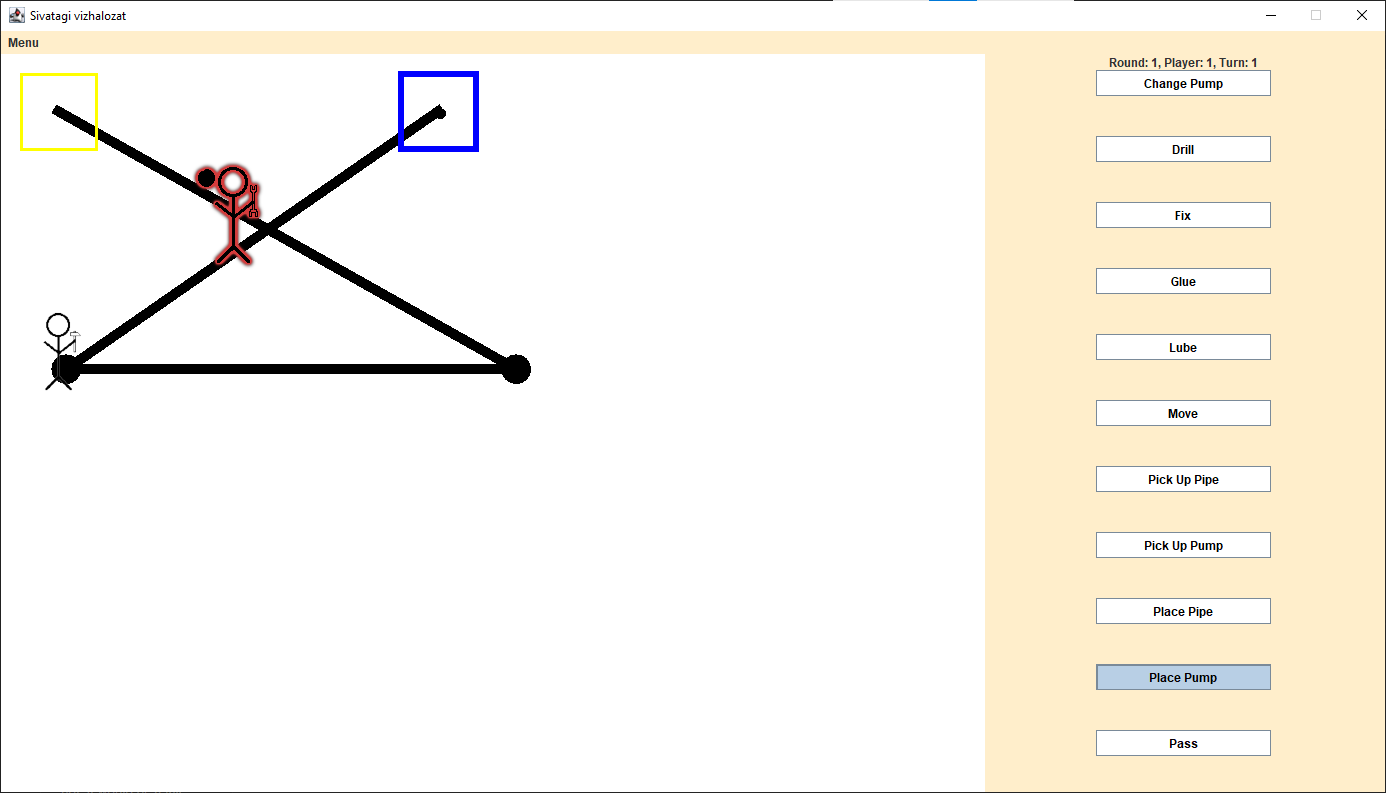 Sivatagi vizhalozat
Menu
Round: 1, Player: 1, Turn: 1
Change Pump
Drill
Fix
Glue
Lube
Move
Pick Up Pipe
Pick Up Pump
Place Pipe
Place Pump
Pass